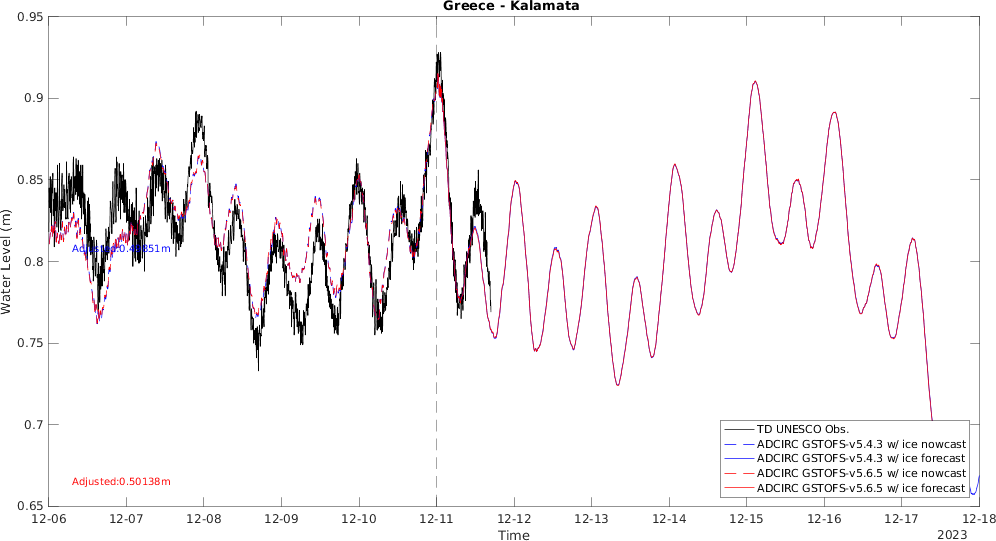 Greece - Kalamata
0.95
0.9
0.85
0.8
0.75
0.7
0.65
Water Level (m)
Adjusted:0.50138m
TD UNESCO Obs.
ADCIRC GSTOFS-v5.4.3 w/ ice nowcast
ADCIRC GSTOFS-v5.4.3 w/ ice forecast
ADCIRC GSTOFS-v5.6.5 w/ ice nowcast
ADCIRC GSTOFS-v5.6.5 w/ ice forecast
12-06 12-07 12-08 12-09 12-10 12-11 12-12 12-13 12-14 12-15 12-16 12-17 12-18
Time
2023